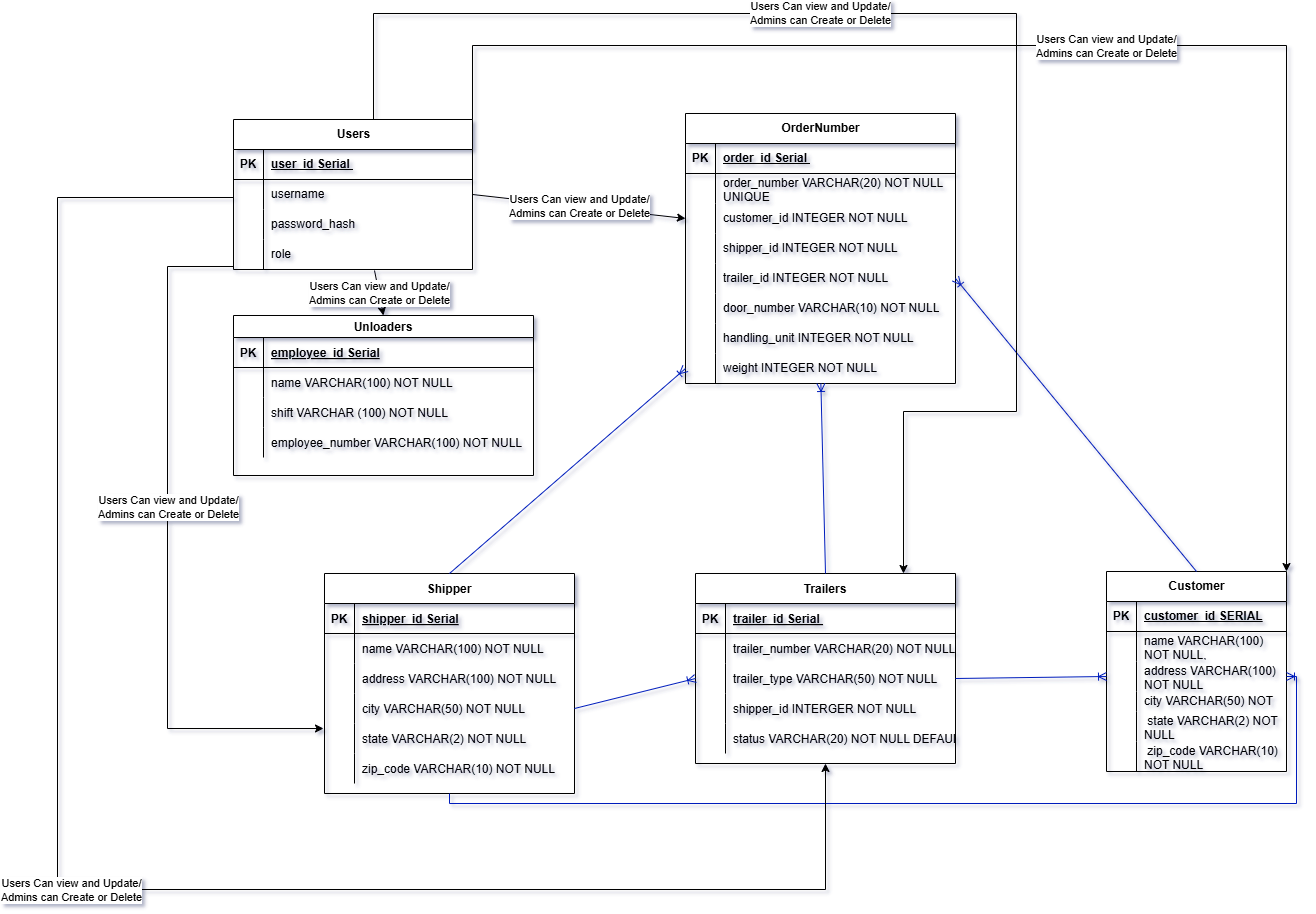 Users Can view and Update/
Admins can Create or Delete
Users Can view and Update/
Admins can Create or Delete
Users
PK user_id Serial
username
password_hash
role
Users Can view and Update/
Admins can Create or Delete
OrderNumber
PK order_id Serial
order_number VARCHAR(20) NOT NULL
UNIQUE
customer_id INTEGER NOT NULL
shipper_id INTEGER NOT NULL
trailer_id INTEGER NOT NULL
door_number VARCHAR(10) NOT NULL
handling_unit INTEGER NOT NULL
weight INTEGER NOT NULL
Users Can view and Update/
Admins can Create or Delete
Unloaders
PK employee_id Serial
name VARCHAR(100) NOT NULL
shift VARCHAR (100) NOT NULL
employee_number VARCHAR(100) NOT NULL
Users Can view and Update/
Admins can Create or Delete
Shipper
PK shipper_id Serial
name VARCHAR(100) NOT NULL
address VARCHAR(100) NOT NULL
city VARCHAR(50) NOT NULL
state VARCHAR(2) NOT NULL
zip_code VARCHAR(10) NOT NULL
Trailers
PK trailer_id Serial
trailer_number VARCHAR(20) NOT NULL
trailer_type VARCHAR(50) NOT NULL
shipper_id INTERGER NOT NULL
status VARCHAR(20) NOT NULL DEFAU
Customer
PK customer_id SERIAL
name VARCHAR(100)
NOT NULL,
address VARCHAR(100)
NOT NULL
city VARCHAR(50) NOT
state VARCHAR(2) NOT
NULL
zip_code VARCHAR(10)
NOT NULL
Users Can view and Update/
Admins can Create or Delete